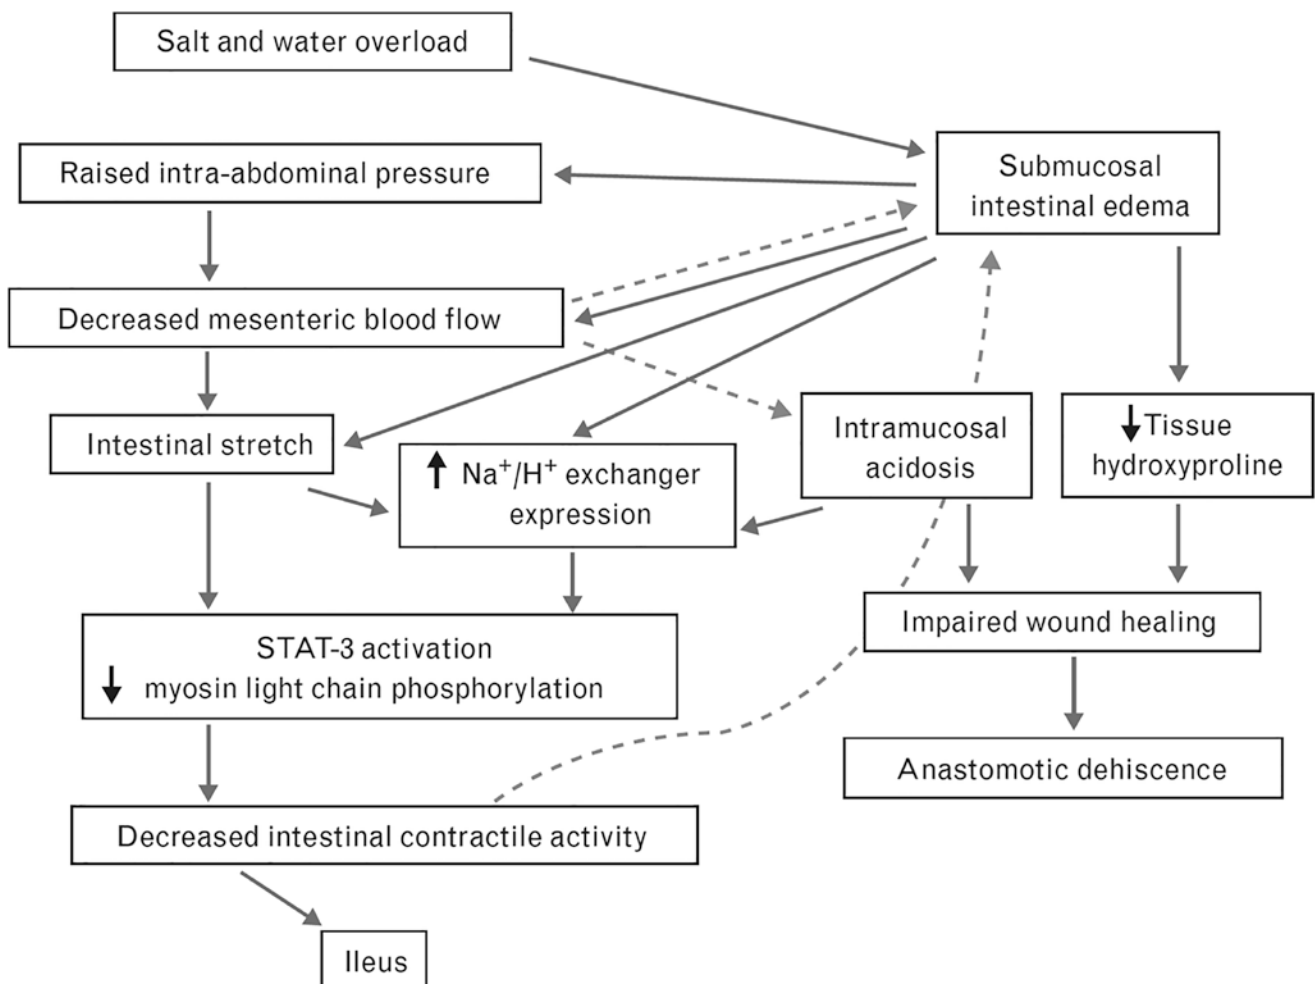 Salt and water overload
Submucosal
intestinal edema
Raised intra-abdominal pressure
Decreased mesenteric blood flow
Intestinal stretch
↑ Na⁺/H⁺ exchanger
expression
Intramucosal
acidosis
↓ Tissue
hydroxyproline
STAT-3 activation
↓ myosin light chain phosphorylation
Impaired wound healing
Anastomotic dehiscence
Decreased intestinal contractile activity
Ileus